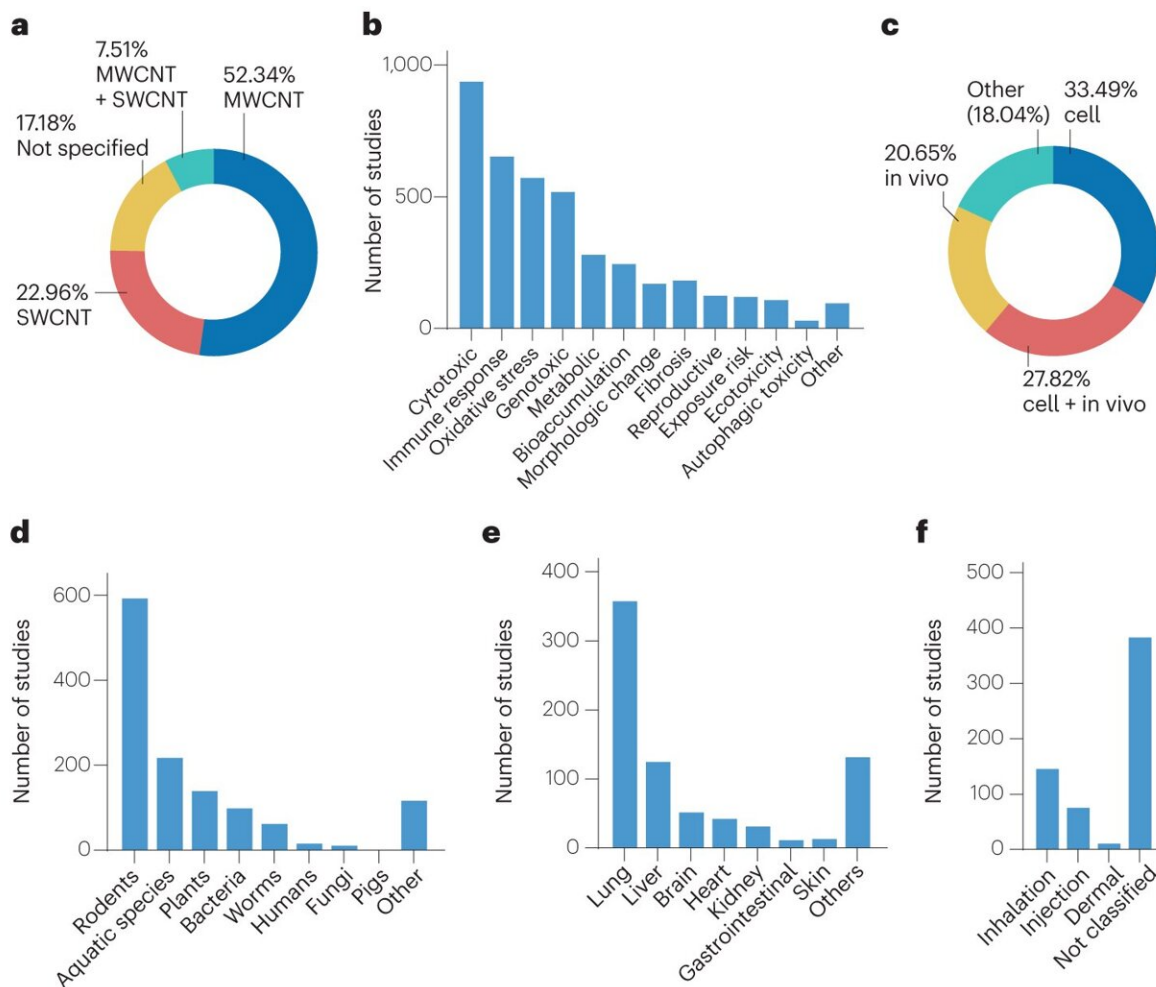 a
7.51%
MWCNT
+ SWCNT
52.34%
MWCNT
17.18%
Not specified
22.96%
SWCNT
b
Number of studies
1,000
500
0
Cytotoxic
Immune response
Oxidative stress
Genotoxic
Metabolic
Bioaccumulation
Morphologic change
Fibrosis
Reproductive
Exposure risk
Ecotoxicity
Autophagic toxicity
Other
c
Other
(18.04%)
33.49%
cell
20.65%
in vivo
27.82%
cell + in vivo
d
Number of studies
600
400
200
0
Rodents
Aquatic species
Plants
Bacteria
Worms
Humans
Fungi
Pigs
Other
e
Number of studies
400
300
200
100
0
Lung
Liver
Brain
Heart
Kidney
Gastrointestinal
Skin
Others
f
Number of studies
500
400
300
200
100
0
Inhalation
Injection
Dermal
Not classified